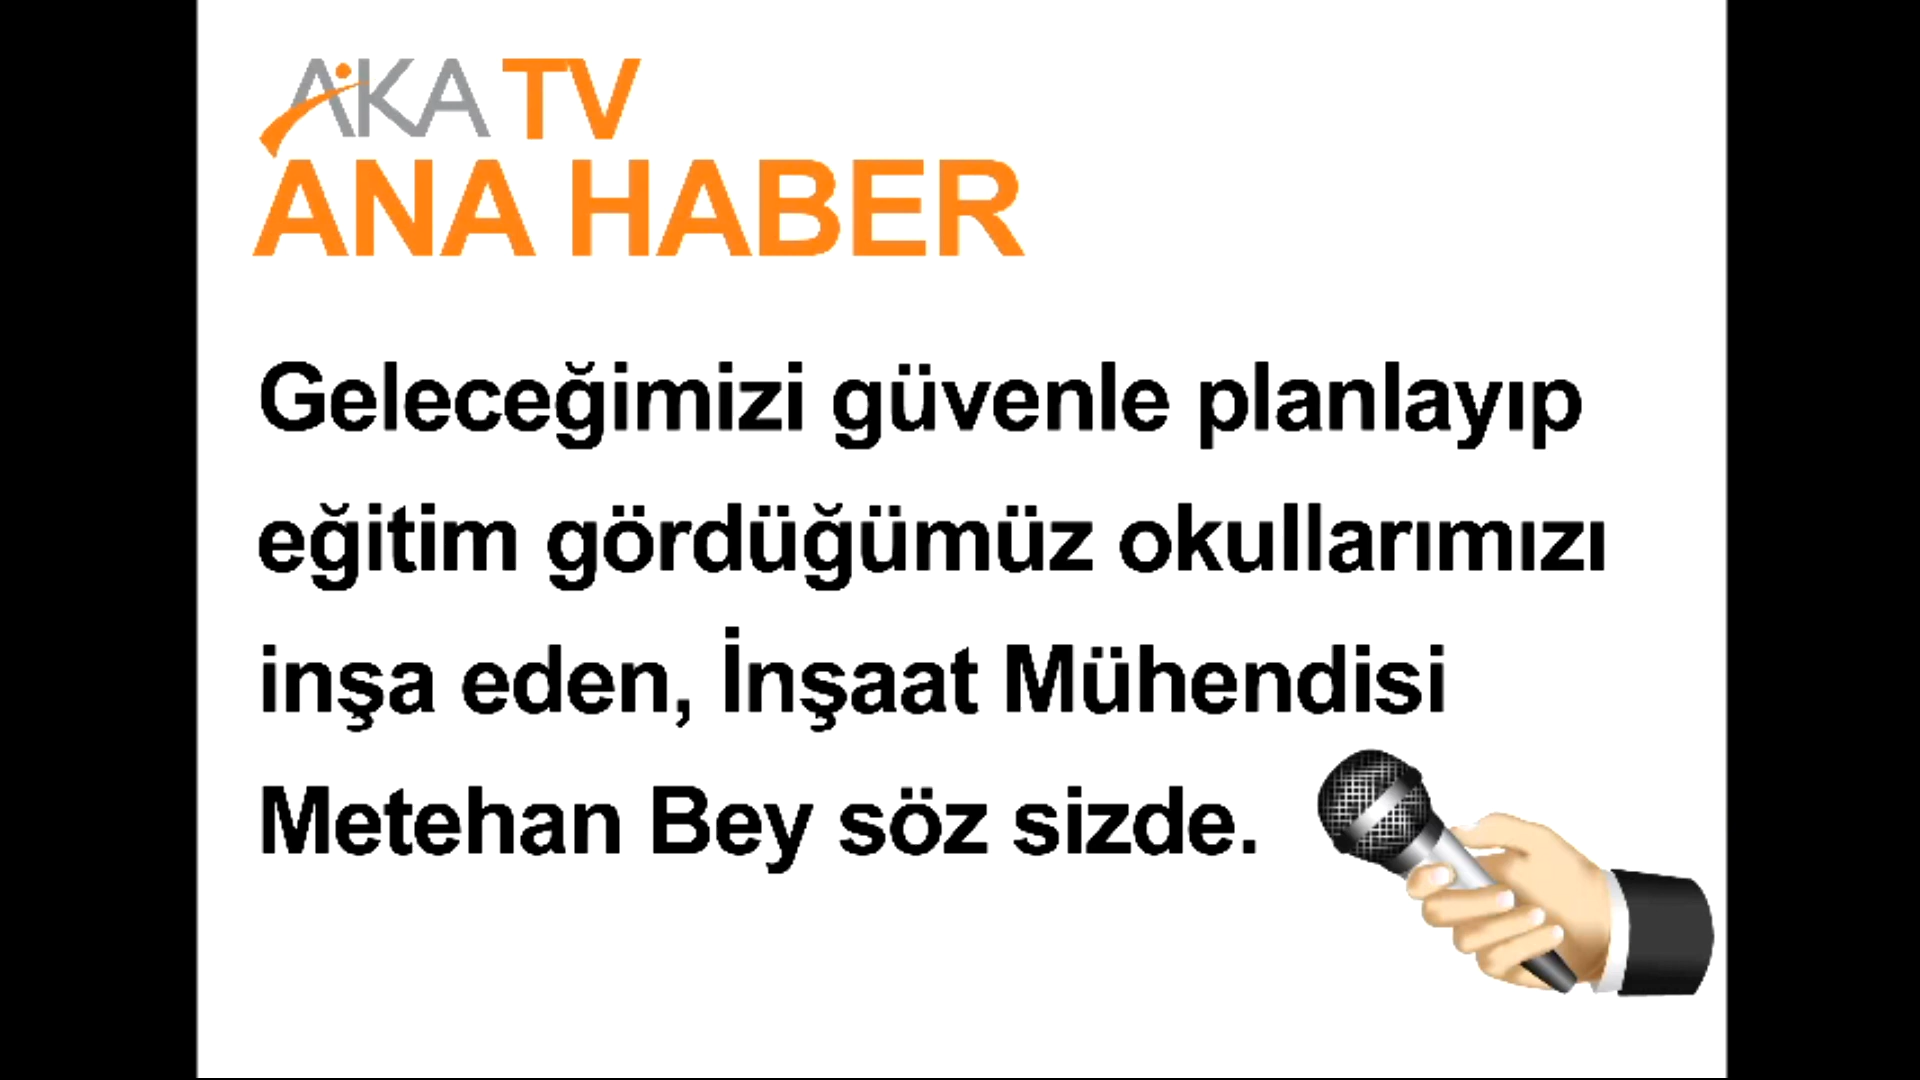 AKA TV
ANA HABER
Geleceğimizi güvenle planlayıp
eğitim gördüğümüz okullarımızı
inşa eden, İnşaat Mühendisi
Metehan Bey söz sizde.